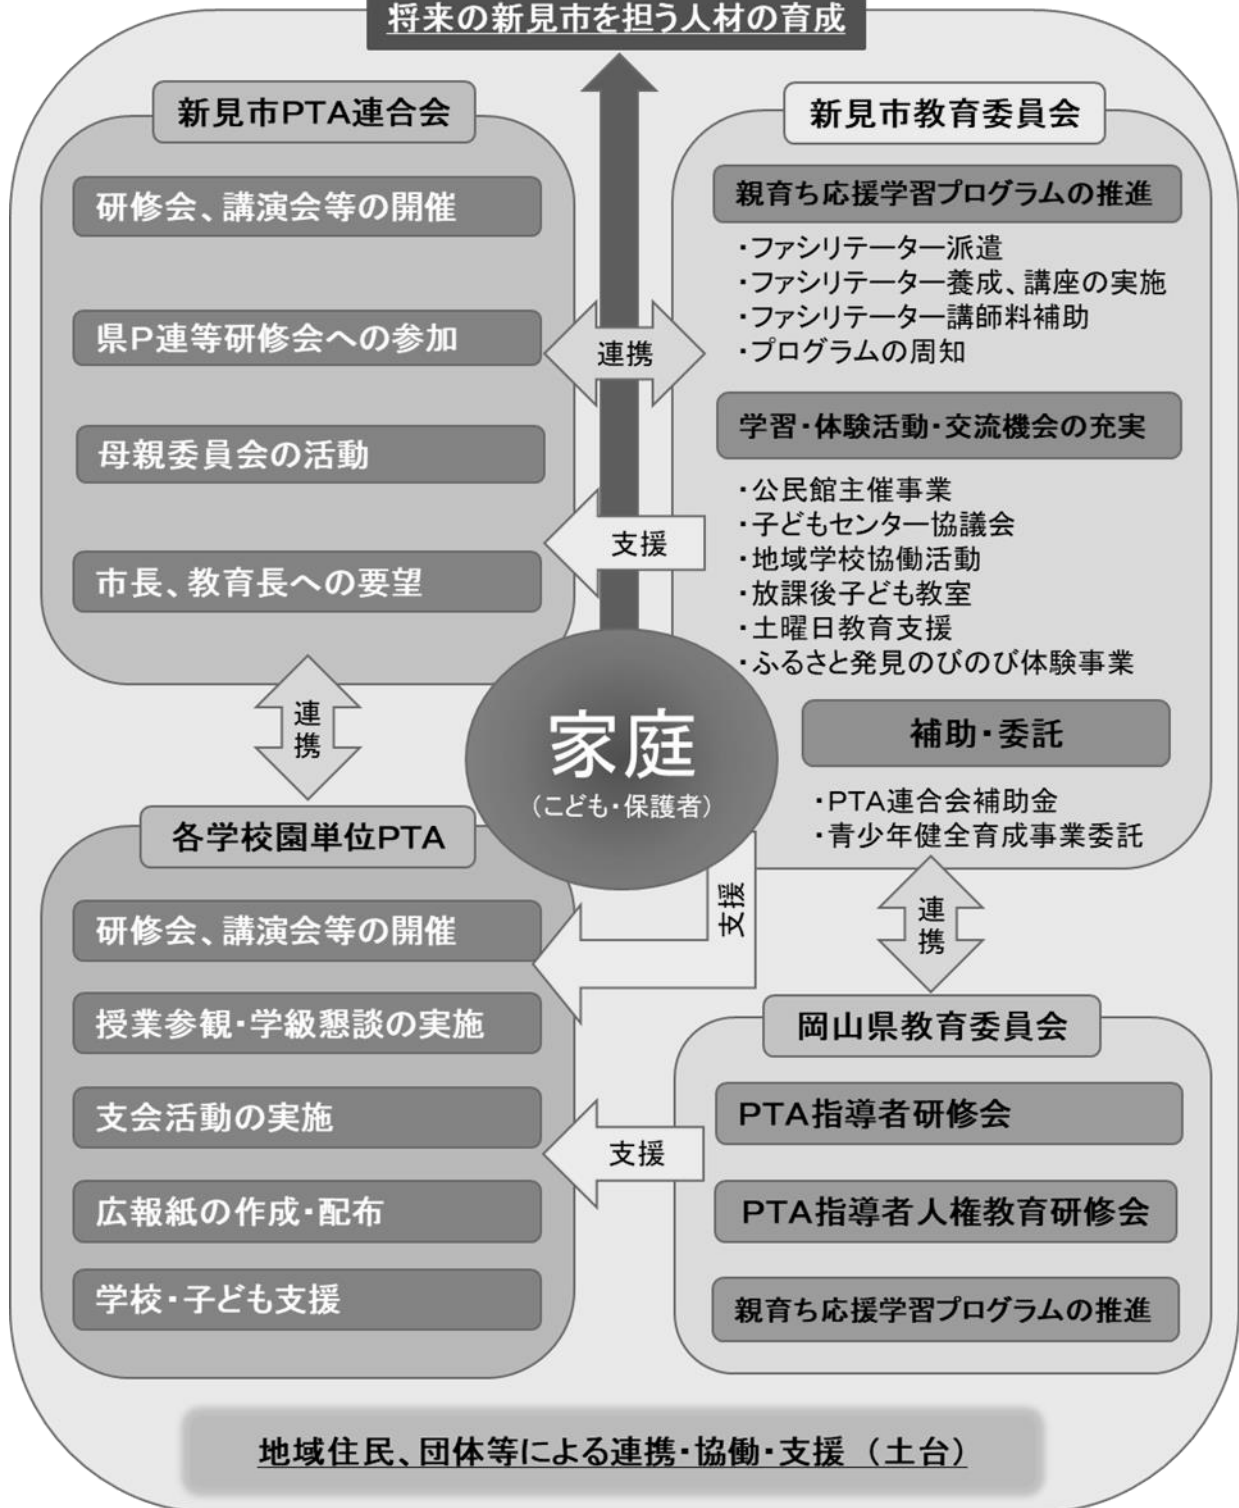 将来の新見市を担う人材の育成
新見市PTA連合会
研修会、講演会等の開催
県P連等研修会への参加
母親委員会の活動
市長、教育長への要望
新見市教育委員会
親育ち応援学習プログラムの推進
・ファシリテーター派遣
・ファシリテーター養成、講座の実施
・ファシリテーター講師料補助
・プログラムの周知
学習・体験活動・交流機会の充実
・公民館主催事業
・子どもセンター協議会
・地域学校協働活動
・放課後子ども教室
・土曜日教育支援
・ふるさと発見のびのび体験事業
補助・委託
・PTA連合会補助金
・青少年健全育成事業委託
連携
支援
家庭
（こども・保護者）
連携
支援
連携
各学校園単位PTA
研修会、講演会等の開催
授業参観・学級懇談の実施
支会活動の実施
広報紙の作成・配布
学校・子ども支援
支援
岡山県教育委員会
PTA指導者研修会
PTA指導者人権教育研修会
親育ち応援学習プログラムの推進
地域住民、団体等による連携・協働・支援（土台）